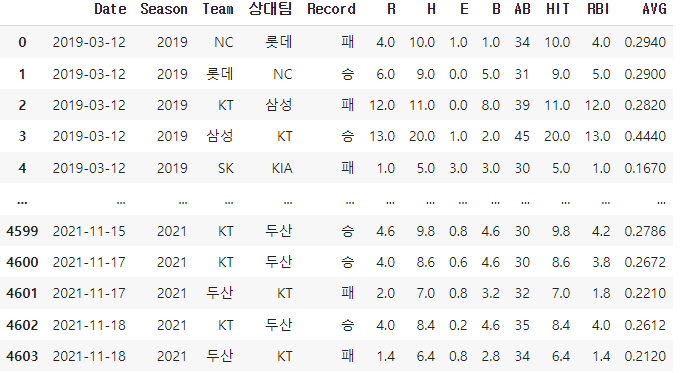 Date Season Team 상대팀 Record R H E B AB HIT RBI AVG
0 2019-03-12 2019 NC 롯데 패 4.0 10.0 1.0 1.0 34 10.0 4.0 0.2940
1 2019-03-12 2019 롯데 NC 승 6.0 9.0 0.0 5.0 31 9.0 5.0 0.2900
2 2019-03-12 2019 KT 삼성 패 12.0 11.0 0.0 8.0 39 11.0 12.0 0.2820
3 2019-03-12 2019 삼성 KT 승 13.0 20.0 1.0 2.0 45 20.0 13.0 0.4440
4 2019-03-12 2019 SK KIA 패 1.0 5.0 3.0 3.0 30 5.0 1.0 0.1670
... ... ... ... ... ... ... ... ... ... ... ... ... ...
4599 2021-11-15 2021 KT 두산 승 4.6 9.8 0.8 4.6 30 9.8 4.2 0.2786
4600 2021-11-17 2021 KT 두산 승 4.0 8.6 0.6 4.6 30 8.6 3.8 0.2672
4601 2021-11-17 2021 두산 KT 패 2.0 7.0 0.8 3.2 32 7.0 1.8 0.2210
4602 2021-11-18 2021 KT 두산 승 4.0 8.4 0.2 4.6 35 8.4 4.0 0.2612
4603 2021-11-18 2021 두산 KT 패 1.4 6.4 0.8 2.8 34 6.4 1.4 0.2120